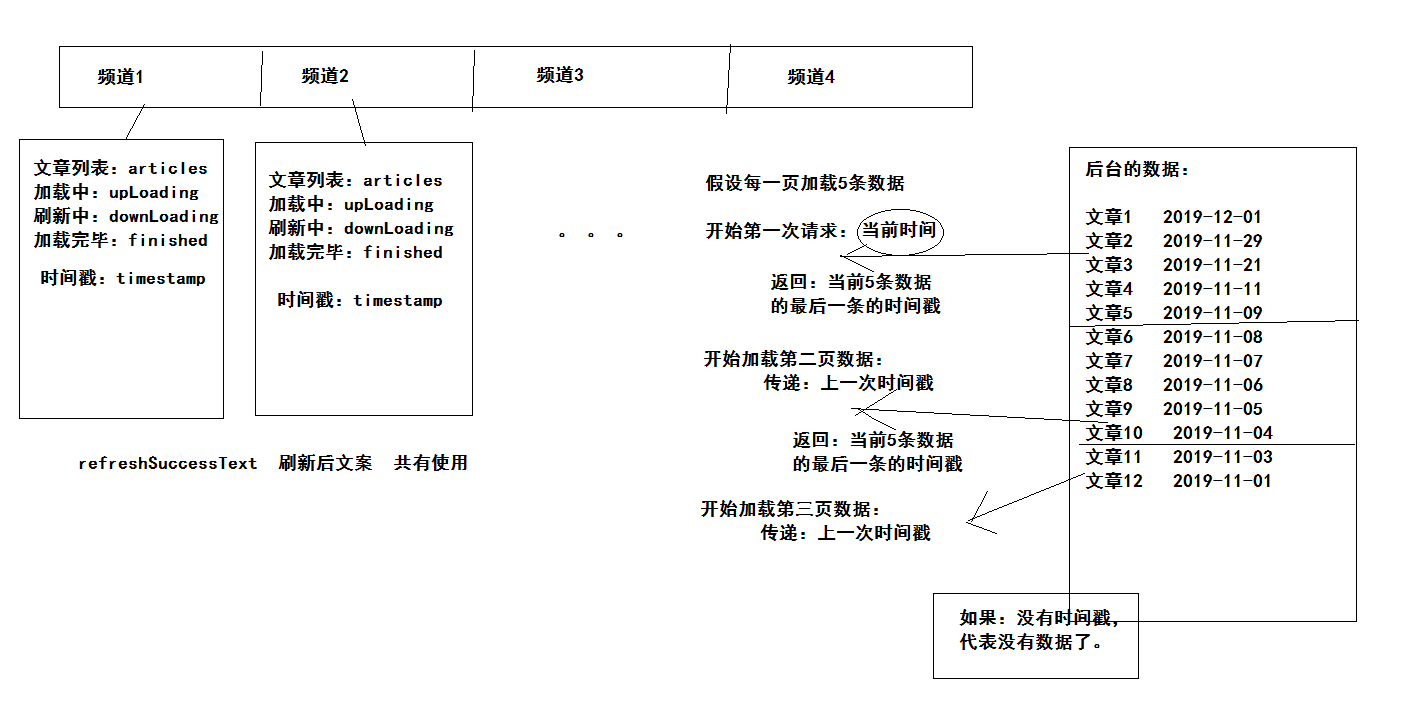 频道1
频道2
频道3
频道4
文章列表：articles
加载中：upLoading
刷新中：downLoading
加载完毕：finished
时间戳：timestamp
文章列表：articles
加载中：upLoading
刷新中：downLoading
加载完毕：finished
时间戳：timestamp
。 。 。
refreshSuccessText 刷新后文案 共有使用
假设每一页加载5条数据
开始第一次请求：当前时间
返回：当前5条数据
的最后一条的时间戳
开始加载第二页数据：
传递：上一次时间戳
返回：当前5条数据
的最后一条的时间戳
开始加载第三页数据：
传递：上一次时间戳
后台的数据：
文章1 2019-12-01
文章2 2019-11-29
文章3 2019-11-21
文章4 2019-11-11
文章5 2019-11-09
文章6 2019-11-08
文章7 2019-11-07
文章8 2019-11-06
文章9 2019-11-05
文章10 2019-11-04
文章11 2019-11-03
文章12 2019-11-01
如果：没有时间戳，
代表没有数据了。